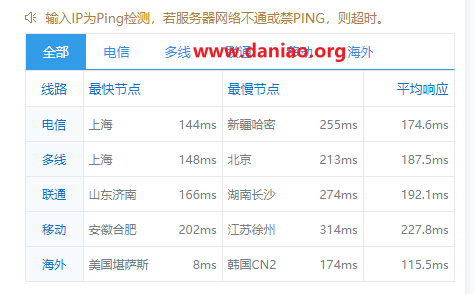 输入IP为Ping检测，若服务器网络不通或禁PING，则超时。
全部 电信 多线 联通 移动 海外
www.daniao.org
线路 最快节点 最慢节点 平均响应
电信 上海 144ms 新疆哈密 255ms 174.6ms
多线 上海 148ms 北京 213ms 187.5ms
联通 山东济南 166ms 湖南长沙 274ms 192.1ms
移动 安徽合肥 202ms 江苏徐州 314ms 227.8ms
海外 美国堪萨斯 8ms 韩国CN2 174ms 115.5ms